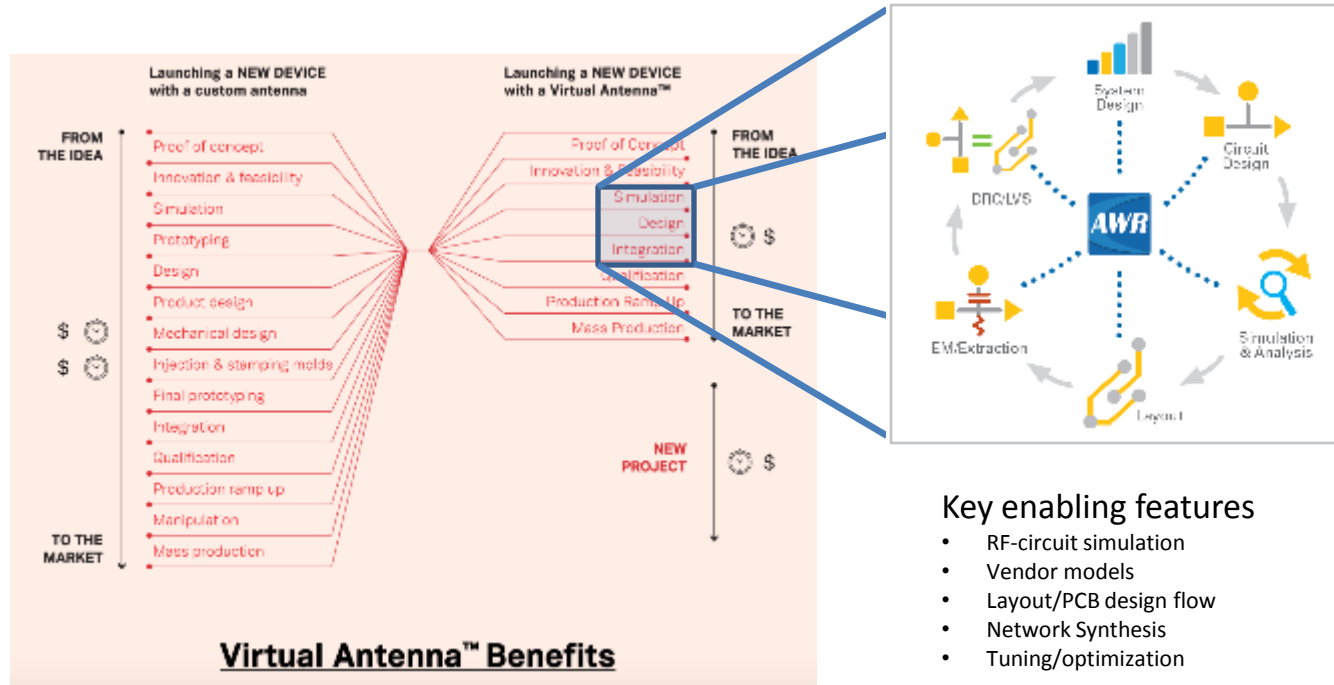 Launching a NEW DEVICE
with a custom antenna
FROM
THE IDEA
Proof of concept
Innovation & feasibility
Simulation
Prototyping
Design
Product design
Mechanical design
$
Injection & stamping molds
$
Final prototyping
Integration
Qualification
Production ramp up
Manipulation
Mass production
TO THE
MARKET
Launching a NEW DEVICE
with a Virtual Antenna™
Proof of Concept
Innovation & Feasibility
Simulation
Design
Integration
Qualification
Production Ramp Up
Mass Production
FROM
THE IDEA
$
TO THE
MARKET
NEW
PROJECT
$
Virtual Antenna™ Benefits
System
Design
Circuit
Design
Simulation
& Analysis
Layout
EM/Extraction
DRC/LVS
AWR
Key enabling features
• RF-circuit simulation
• Vendor models
• Layout/PCB design flow
• Network Synthesis
• Tuning/optimization